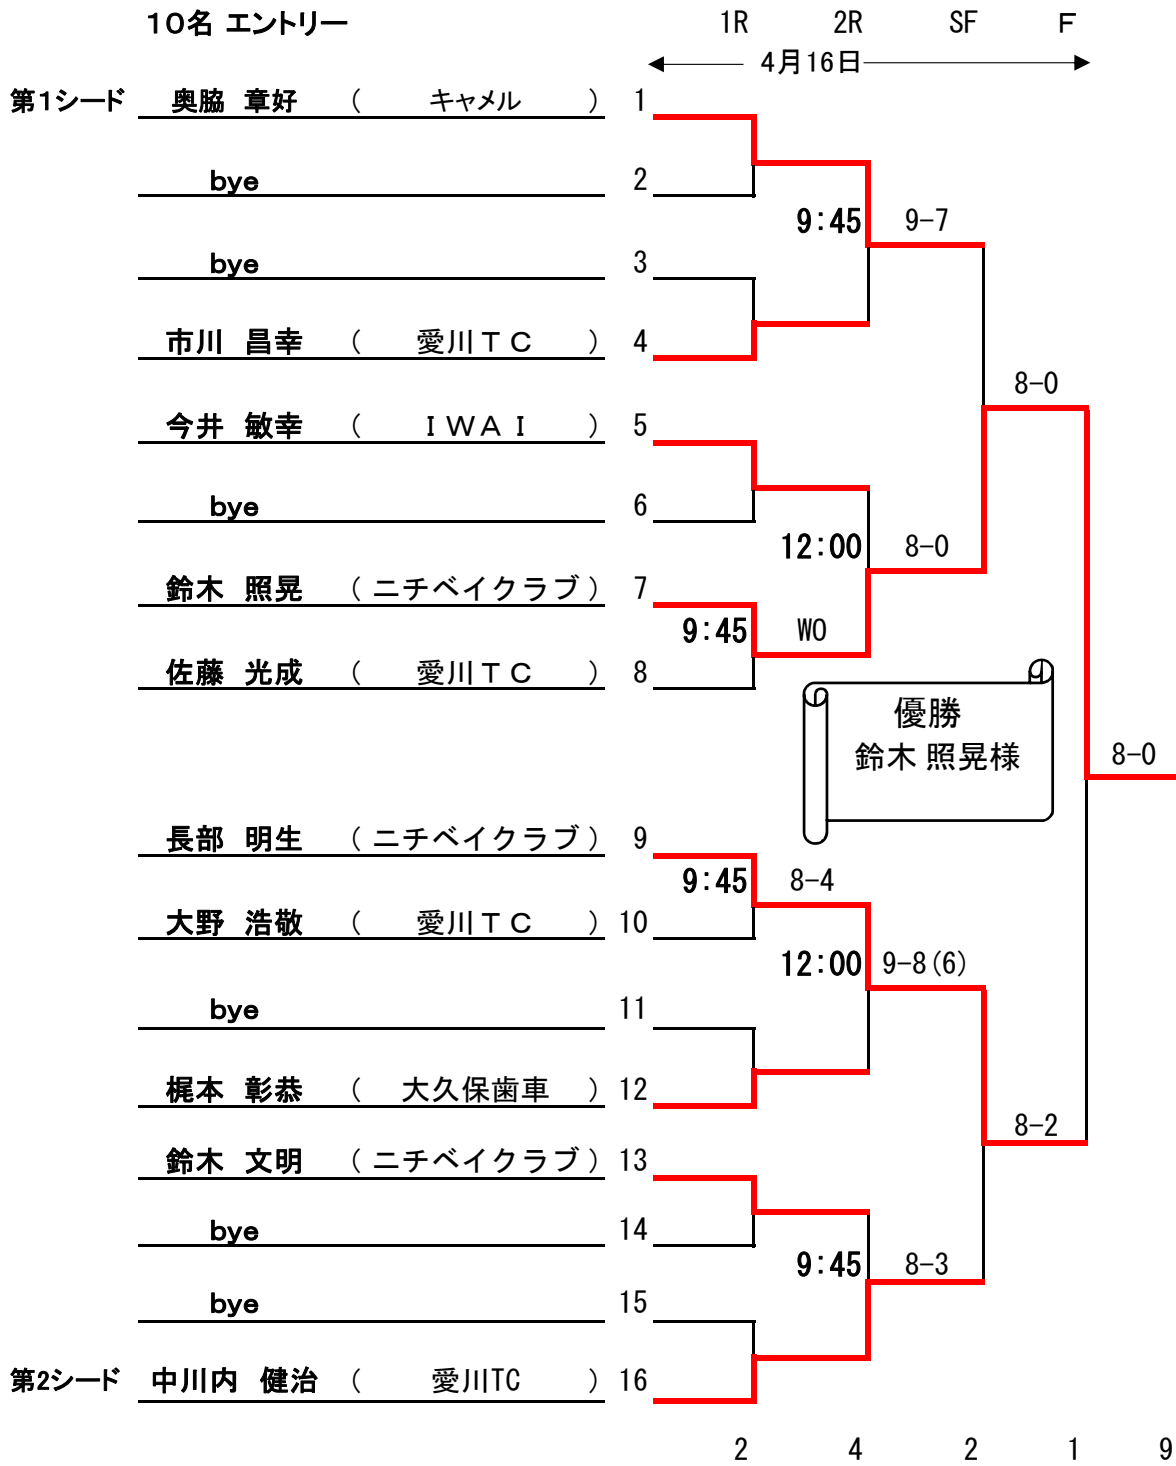 10名 エントリー 1R 2R SF F
4月16日
第1シード 奥脇 章好 ( キャメル ) 1
bye 2
9:45 9-7
bye 3
市川 昌幸 ( 愛川TC ) 4
8-0
今井 敏幸 ( IWAI ) 5
bye 6
12:00 8-0
鈴木 照晃 ( ニチベイクラブ ) 7
9:45 WO
佐藤 光成 ( 愛川TC ) 8
優勝
鈴木 照晃様 8-0
長部 明生 ( ニチベイクラブ ) 9
9:45 8-4
大野 浩敬 ( 愛川TC ) 10
12:00 9-8(6)
bye 11
梶本 彰恭 ( 大久保歯車 ) 12
8-2
鈴木 文明 ( ニチベイクラブ ) 13
bye 14
9:45 8-3
bye 15
第2シード 中川内 健治 ( 愛川TC ) 16
2 4 2 1 9